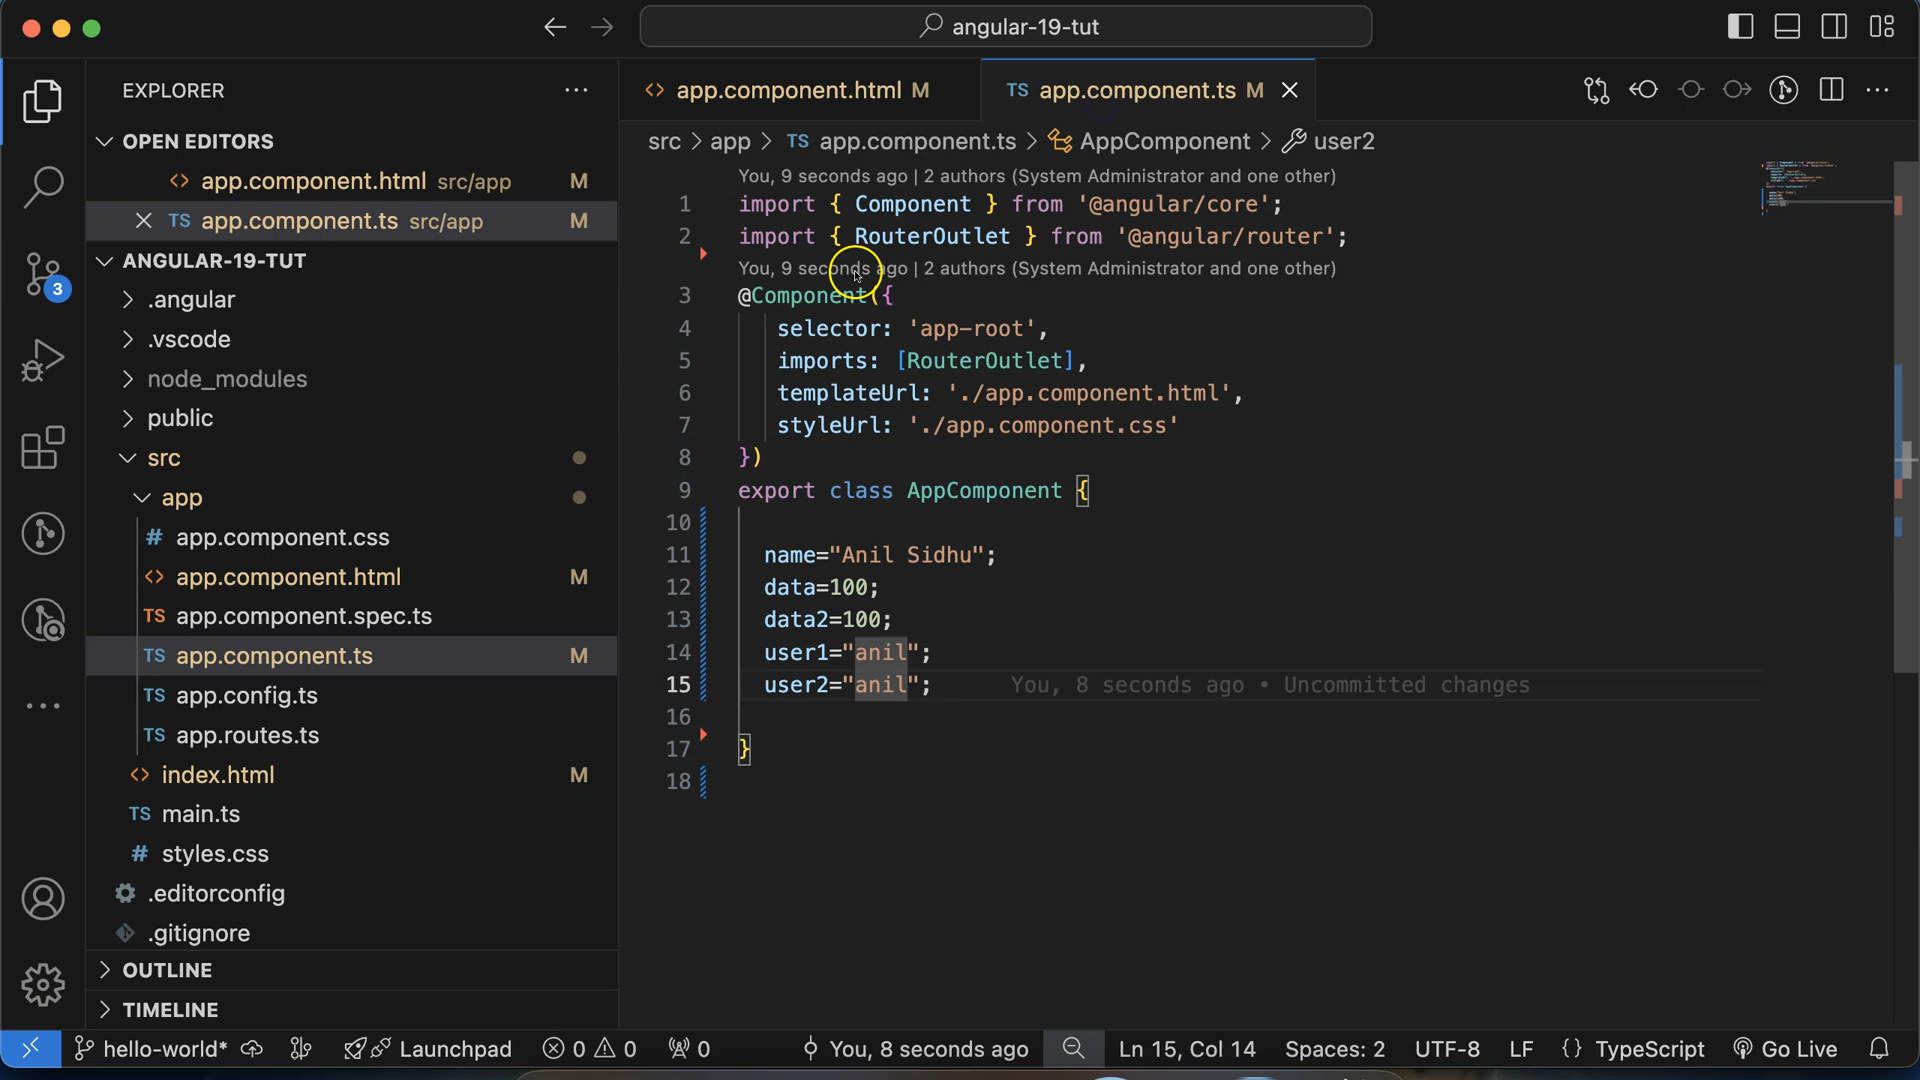 angular-19-tut
EXPLORER
OPEN EDITORS
app.component.html src/app M
TS app.component.ts src/app M
ANGULAR-19-TUT
.angular
.vscode
node_modules
public
src
app
# app.component.css
<> app.component.html M
TS app.component.spec.ts
TS app.component.ts M
TS app.config.ts
TS app.routes.ts
<> index.html M
TS main.ts
# styles.css
.editorconfig
.gitignore
OUTLINE
TIMELINE
3
<> app.component.html M
TS app.component.ts M
src > app > TS app.component.ts > AppComponent > user2
You, 9 seconds ago | 2 authors (System Administrator and one other)
1 import { Component } from '@angular/core';
2 import { RouterOutlet } from '@angular/router';
You, 9 seconds ago | 2 authors (System Administrator and one other)
3 @Component({
4 selector: 'app-root',
5 imports: [RouterOutlet],
6 templateUrl: './app.component.html',
7 styleUrl: './app.component.css'
8 })
9 export class AppComponent {
10
11 name="Anil Sidhu";
12 data=100;
13 data2=100;
14 user1="anil";
15 user2="anil"; You, 8 seconds ago • Uncommitted changes
16
17 }
18
hello-world* Launchpad 0 0 0 You, 8 seconds ago Ln 15, Col 14 Spaces: 2 UTF-8 LF {} TypeScript Go Live